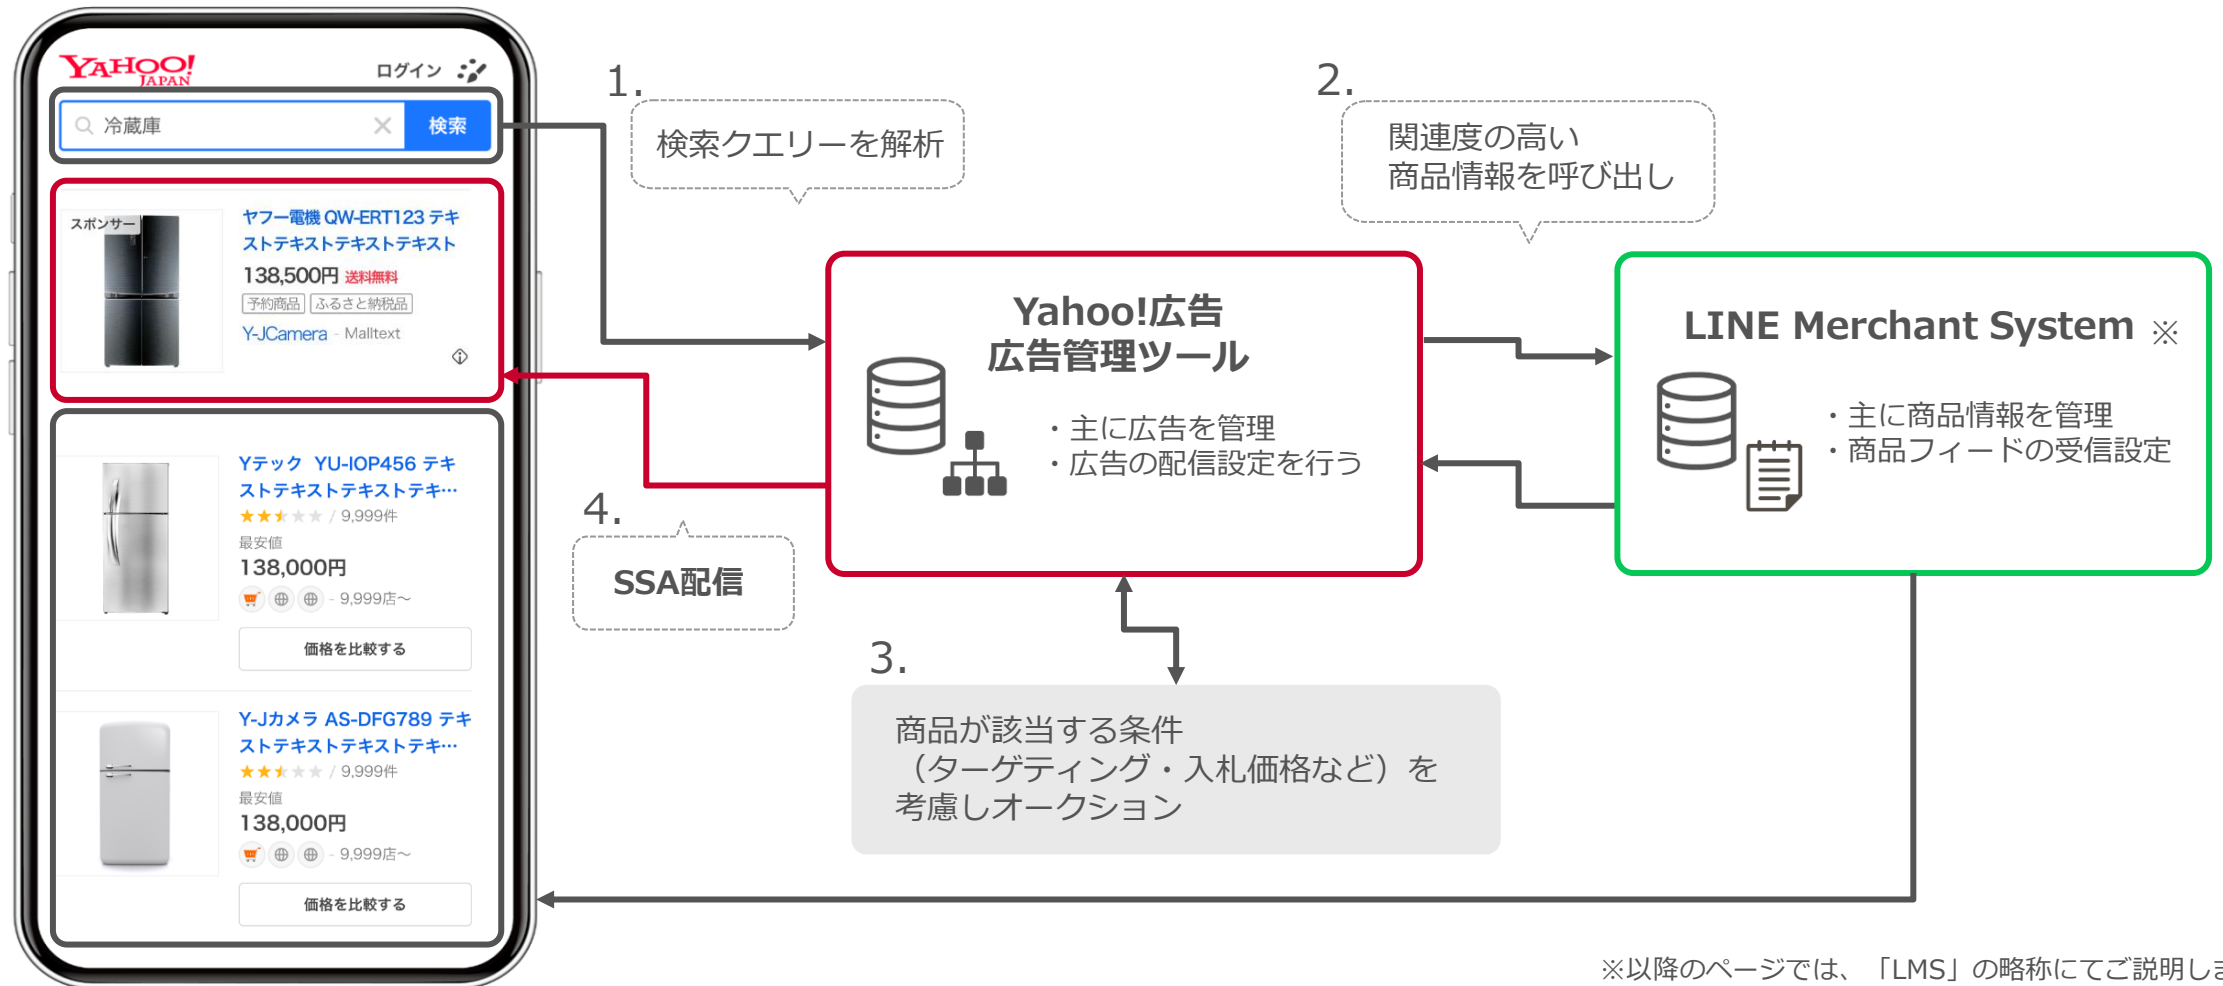 YAHOO!
JAPAN
ログイン
冷蔵庫
検索
スポンサー
ヤフー電機 QW-ERT123 テキ
ストテキストテキストテキスト
138,500円 送料無料
予約商品 ふるさと納税品
Y-JCamera - Malltext
Yテック YU-IOP456 テキ
ストテキストテキストテキ…
/ 9,999件
最安値
138,000円
- 9,999店～
価格を比較する
Y-Jカメラ AS-DFG789 テキ
ストテキストテキストテキ…
/ 9,999件
最安値
138,000円
- 9,999店～
価格を比較する
1.
検索クエリーを解析
2.
関連度の高い
商品情報を呼び出し
Yahoo!広告
広告管理ツール
・主に広告を管理
・広告の配信設定を行う
LINE Merchant System ※
・主に商品情報を管理
・商品フィードの受信設定
4.
SSA配信
3.
商品が該当する条件
（ターゲティング・入札価格など）を
考慮しオークション
※以降のページでは、「LMS」の略称にてご説明しま